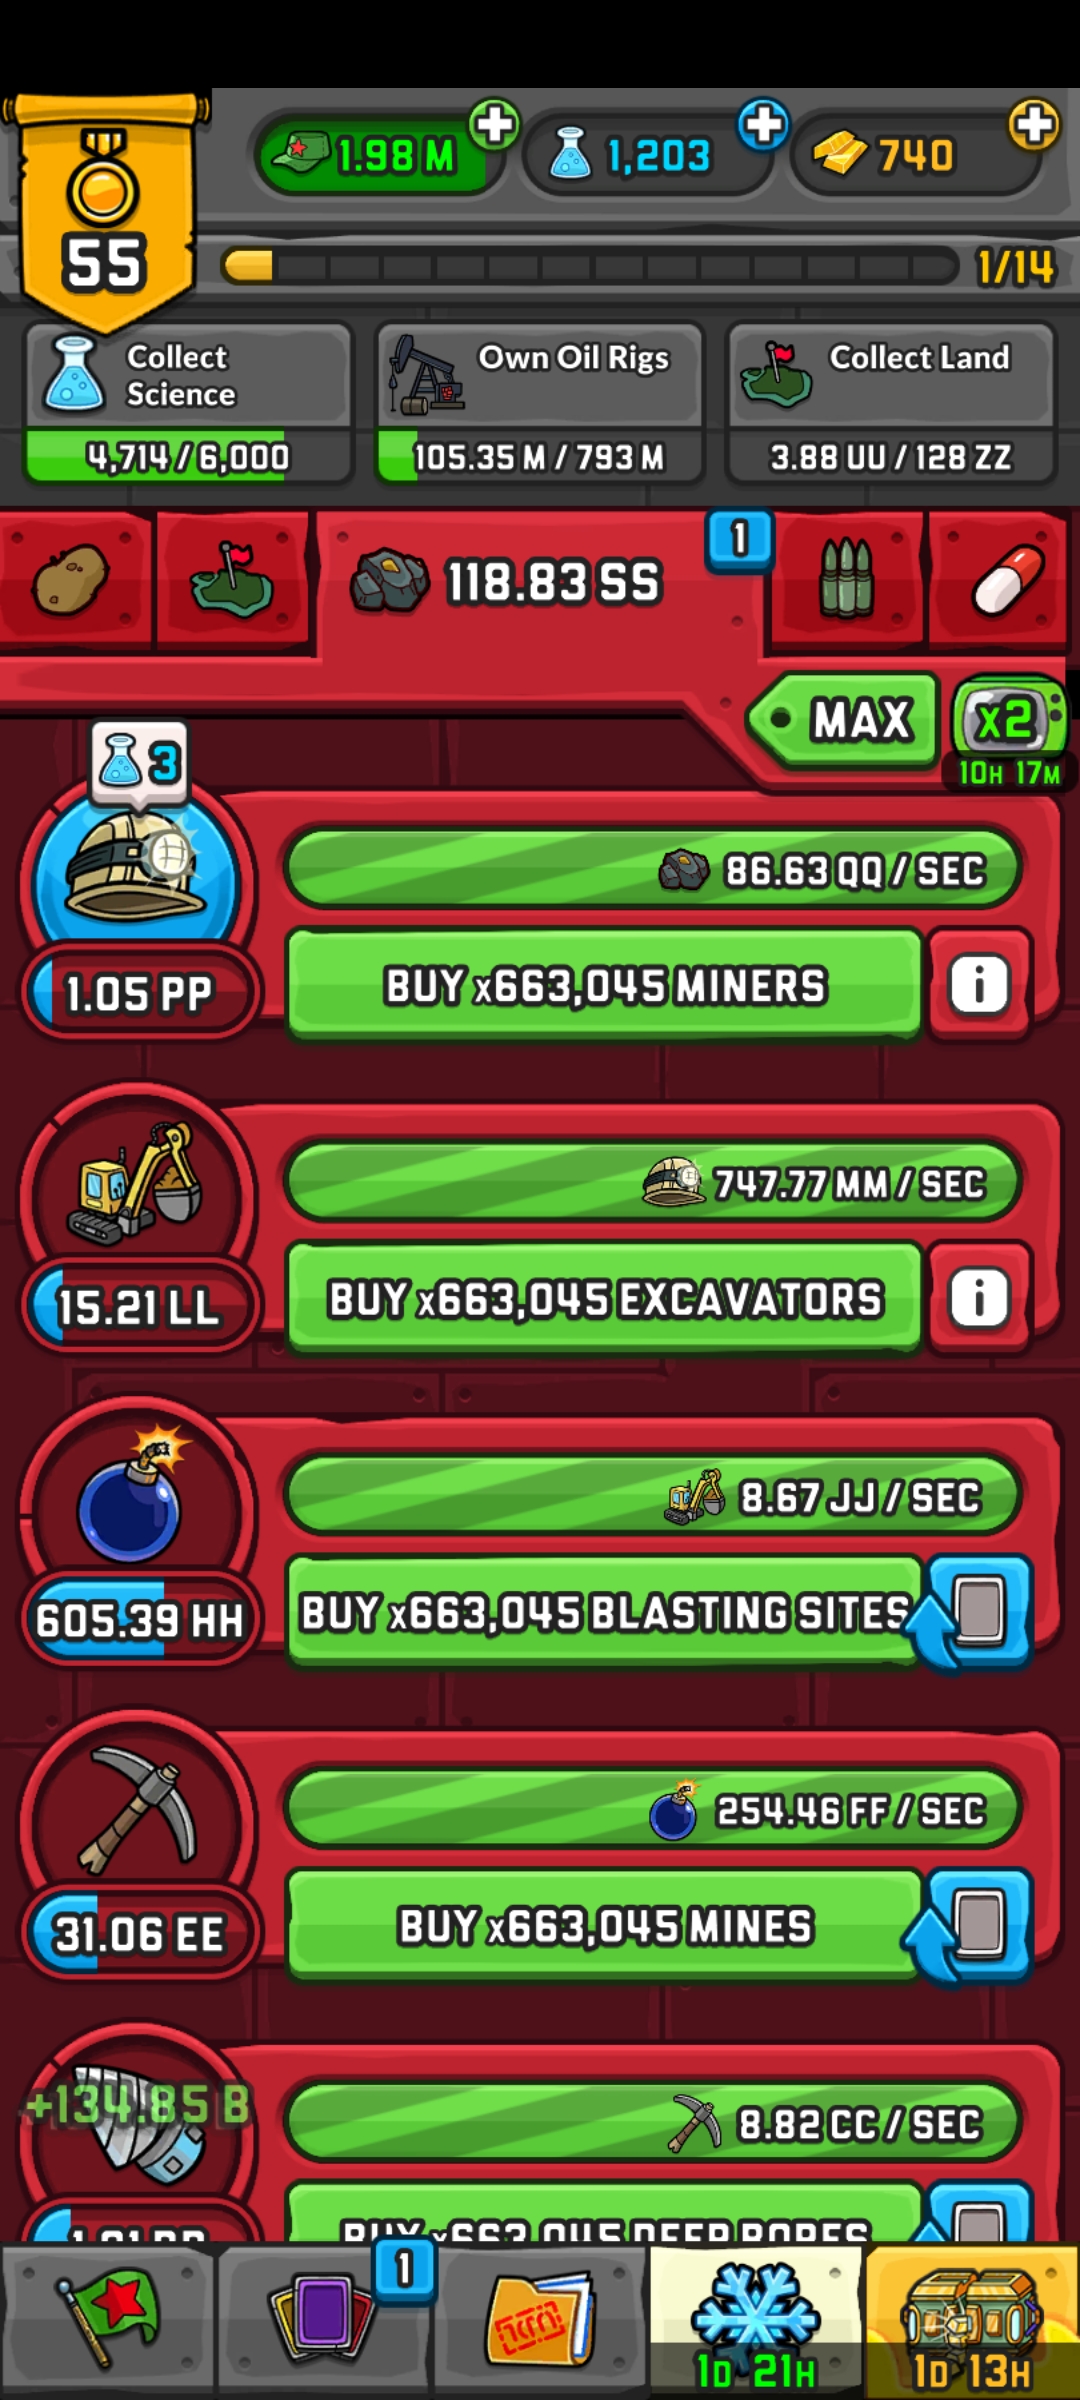 1.98 M
1,203
740
55
1/14
Collect
Science
4,714 / 6,000
Own Oil Rigs
105.35 M / 793 M
Collect Land
3.88 UU / 128 ZZ
118.83 SS
1
MAX
x2
10H 17M
3
86.63 QQ / SEC
1.05 PP
BUY x663,045 MINERS
i
747.77 MM / SEC
15.21 LL
BUY x663,045 EXCAVATORS
i
8.67 JJ / SEC
605.39 HH
BUY x663,045 BLASTING SITES
254.46 FF / SEC
31.06 EE
BUY x663,045 MINES
+134.85 B
8.82 CC / SEC
BUY x663,045 DEEP BORES
1
1D 21H
1D 13H